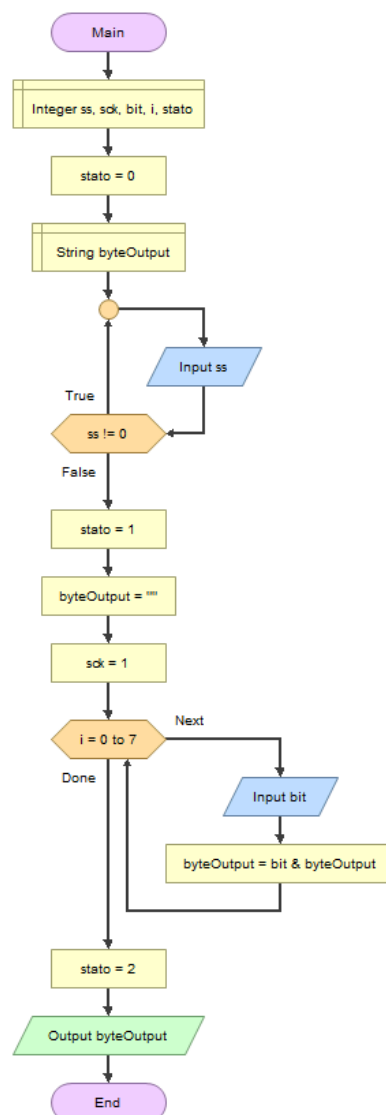 Main
Integer ss, sck, bit, i, stato
stato = 0
String byteOutput
Input ss
True
ss != 0
False
stato = 1
byteOutput = ""
sck = 1
Next
i = 0 to 7
Done
Input bit
byteOutput = bit & byteOutput
stato = 2
Output byteOutput
End